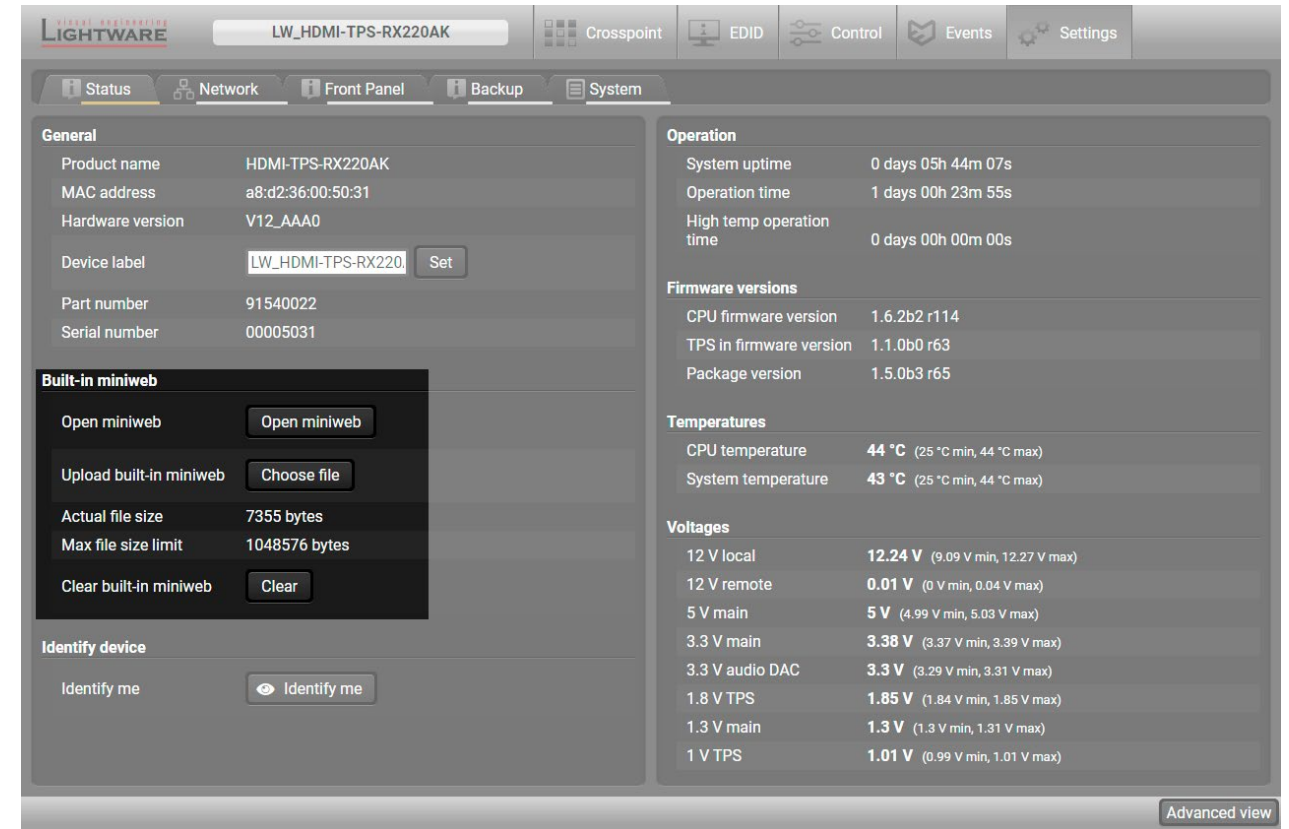 visual engineering
LIGHTWARE
LW_HDMI-TPS-RX220AK
Crosspoint
EDID
Control
Events
Settings
Status
Network
Front Panel
Backup
System
General
Product name HDMI-TPS-RX220AK
MAC address a8:d2:36:00:50:31
Hardware version V12_AAA0
Device label LW_HDMI-TPS-RX220. Set
Part number 91540022
Serial number 00005031
Built-in miniweb
Open miniweb Open miniweb
Upload built-in miniweb Choose file
Actual file size 7355 bytes
Max file size limit 1048576 bytes
Clear built-in miniweb Clear
Identify device
Identify me Identify me
Operation
System uptime 0 days 05h 44m 07s
Operation time 1 days 00h 23m 55s
High temp operation
time 0 days 00h 00m 00s
Firmware versions
CPU firmware version 1.6.2b2 r114
TPS in firmware version 1.1.0b0 r63
Package version 1.5.0b3 r65
Temperatures
CPU temperature 44 °C (25 °C min, 44 °C max)
System temperature 43 °C (25 °C min, 44 °C max)
Voltages
12 V local 12.24 V (9.09 V min, 12.27 V max)
12 V remote 0.01 V (0 V min, 0.04 V max)
5 V main 5 V (4.99 V min, 5.03 V max)
3.3 V main 3.38 V (3.37 V min, 3.39 V max)
3.3 V audio DAC 3.3 V (3.29 V min, 3.31 V max)
1.8 V TPS 1.85 V (1.84 V min, 1.85 V max)
1.3 V main 1.3 V (1.3 V min, 1.31 V max)
1 V TPS 1.01 V (0.99 V min, 1.01 V max)
Advanced view